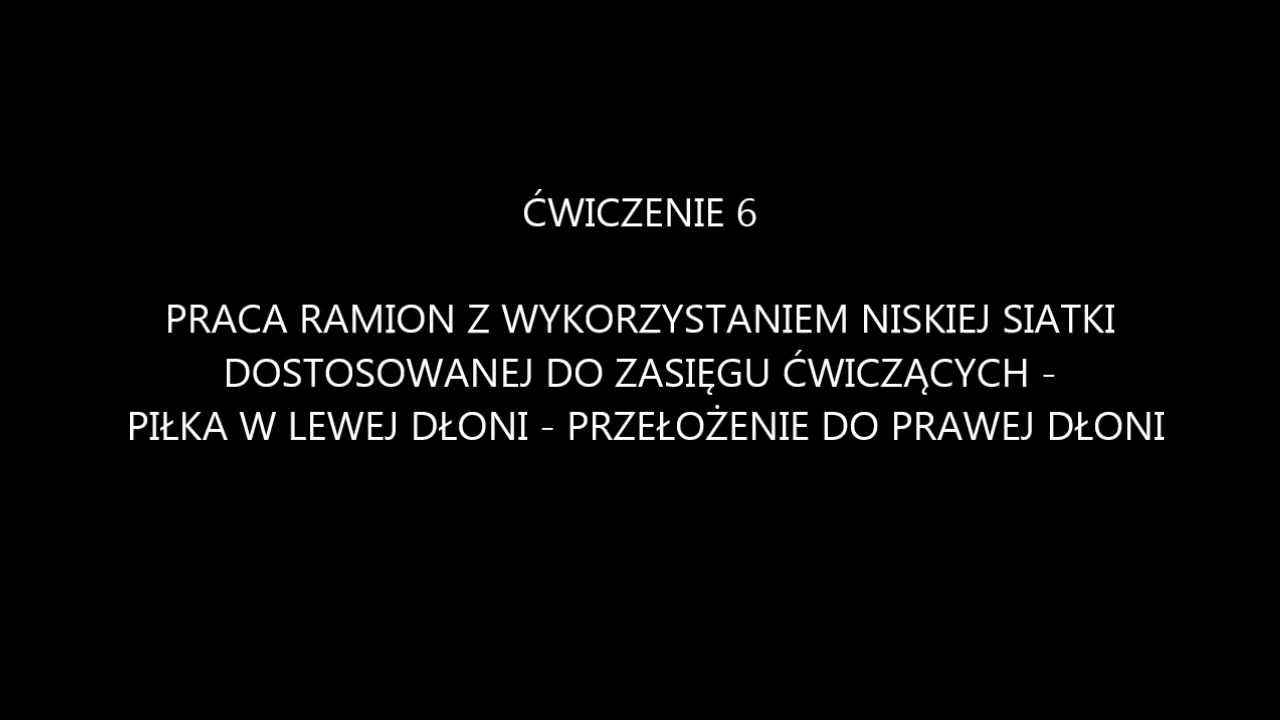 ĆWICZENIE 6
PRACA RAMION Z WYKORZYSTANIEM NISKIEJ SIATKI
DOSTOSOWANEJ DO ZASIĘGU ĆWICZĄCYCH -
PIŁKA W LEWEJ DŁONI - PRZEŁOŻENIE DO PRAWEJ DŁONI